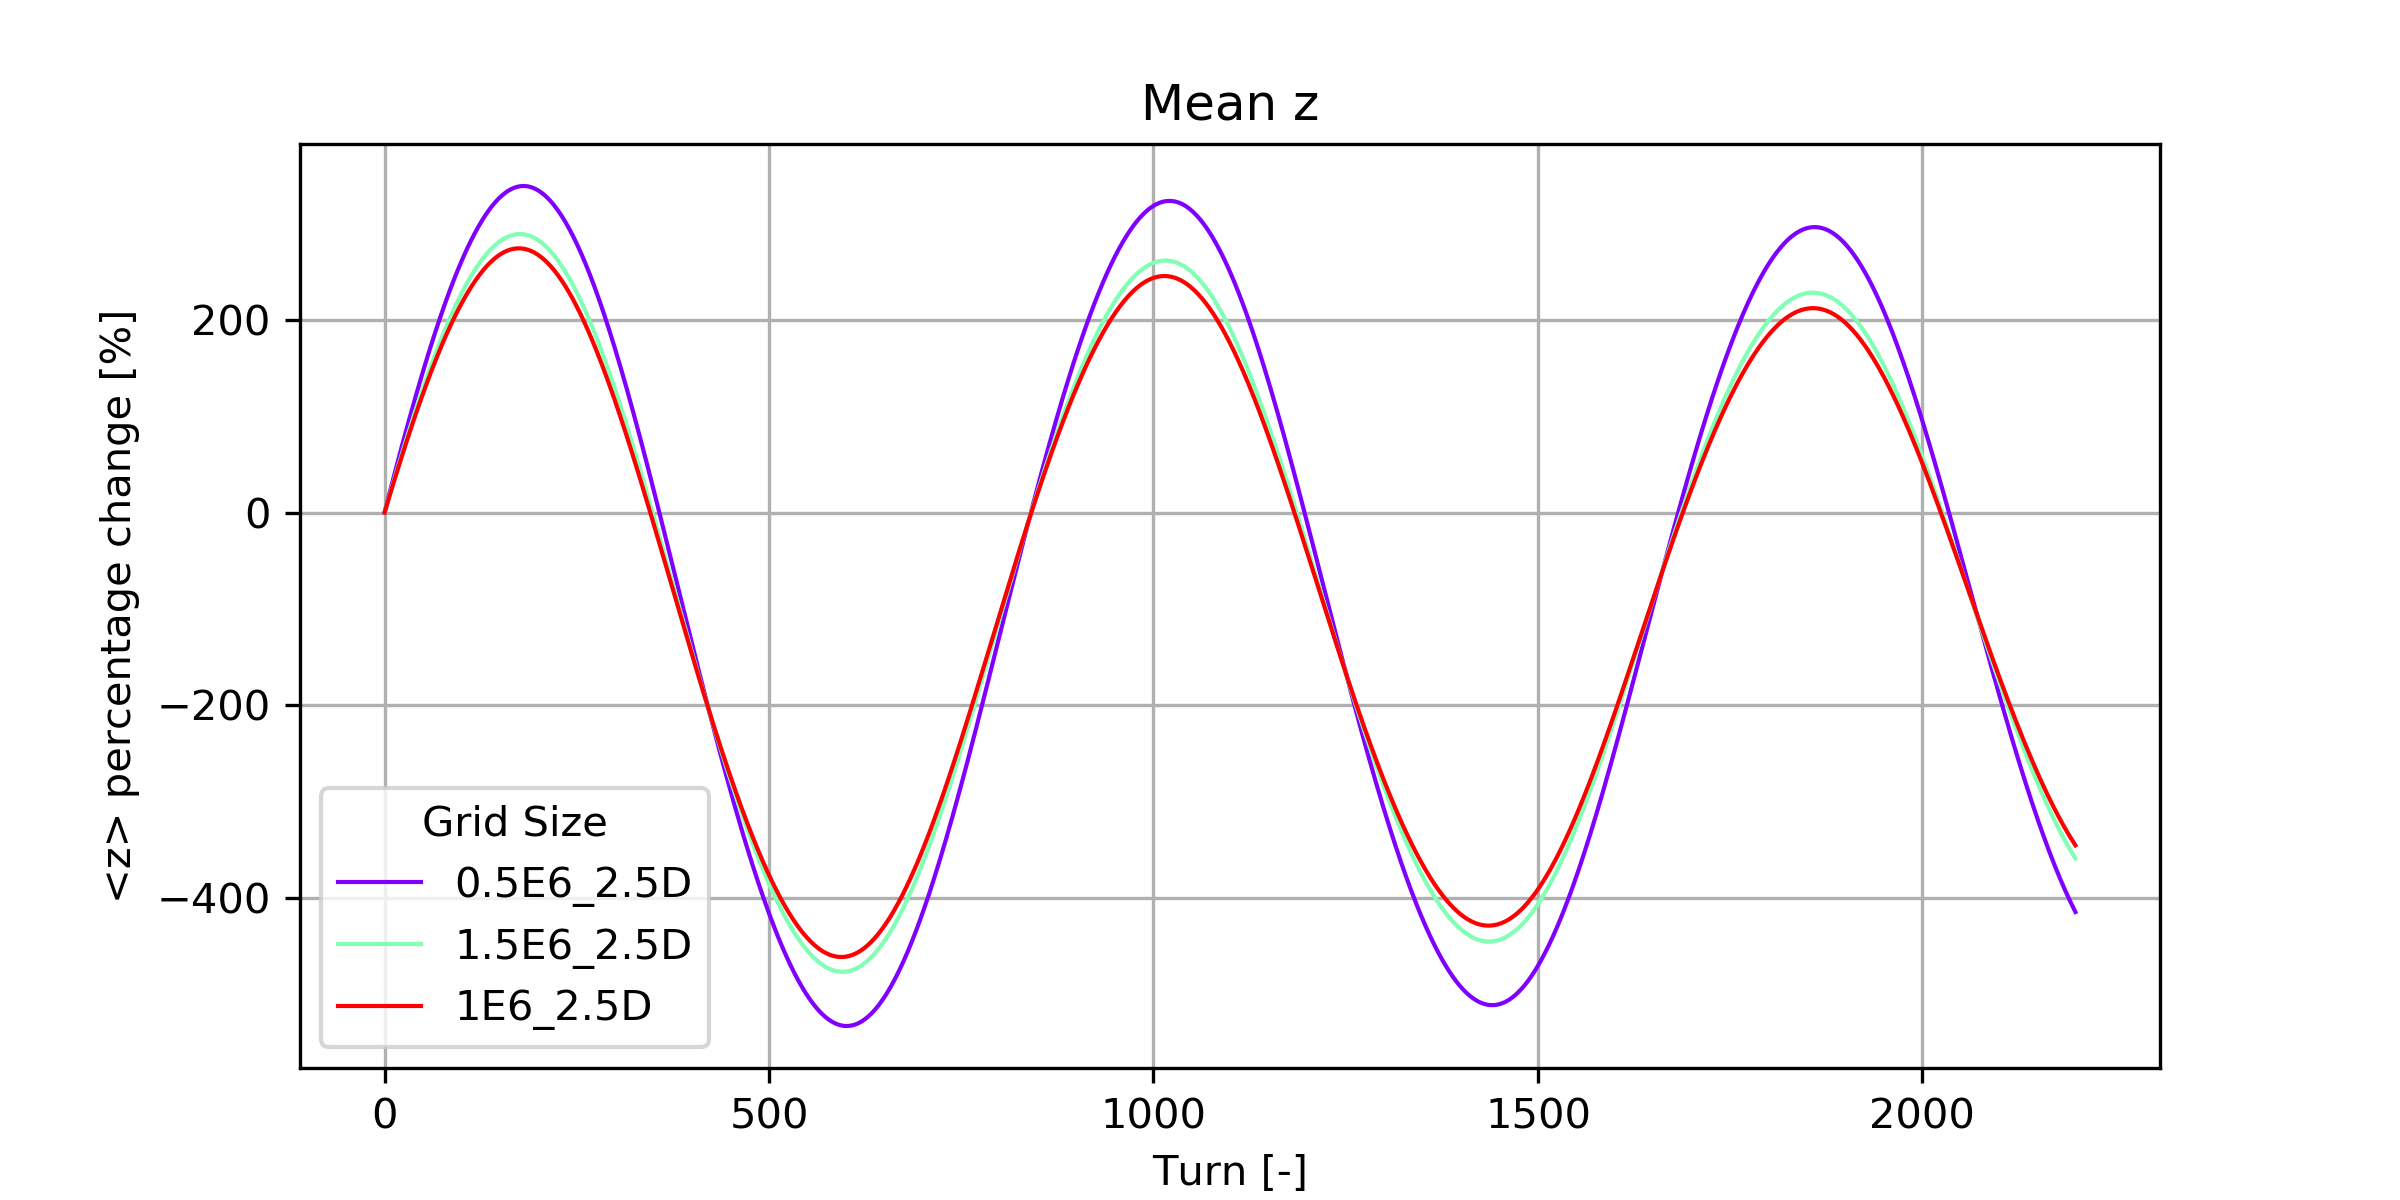 Mean z
<z> percentage change [%]
200
0
−200
−400
Grid Size
0.5E6_2.5D
1.5E6_2.5D
1E6_2.5D
0 500 1000 1500 2000
Turn [-]